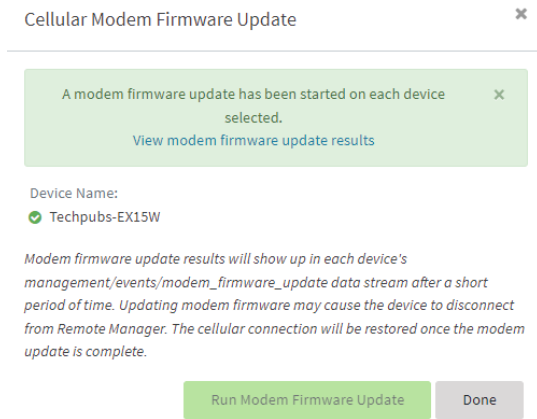 Cellular Modem Firmware Update
A modem firmware update has been started on each device
selected.
View modem firmware update results
Device Name:
Techpubs-EX15W
Modem firmware update results will show up in each device's
management/events/modem_firmware_update data stream after a short
period of time. Updating modem firmware may cause the device to disconnect
from Remote Manager. The cellular connection will be restored once the modem
update is complete.
Run Modem Firmware Update Done